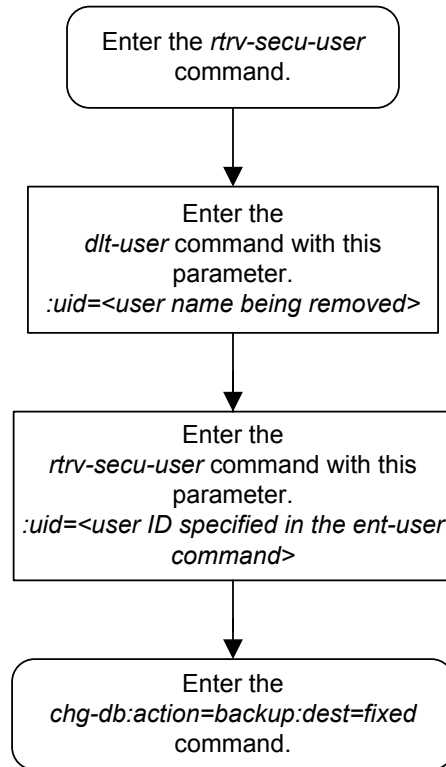 Enter the rtrv-secu-user
command.
Enter the
dlt-user command with this
parameter.
:uid=<user name being removed>
Enter the
rtrv-secu-user command with this
parameter.
:uid=<user ID specified in the ent-user
command>
Enter the
chg-db:action=backup:dest=fixed
command.